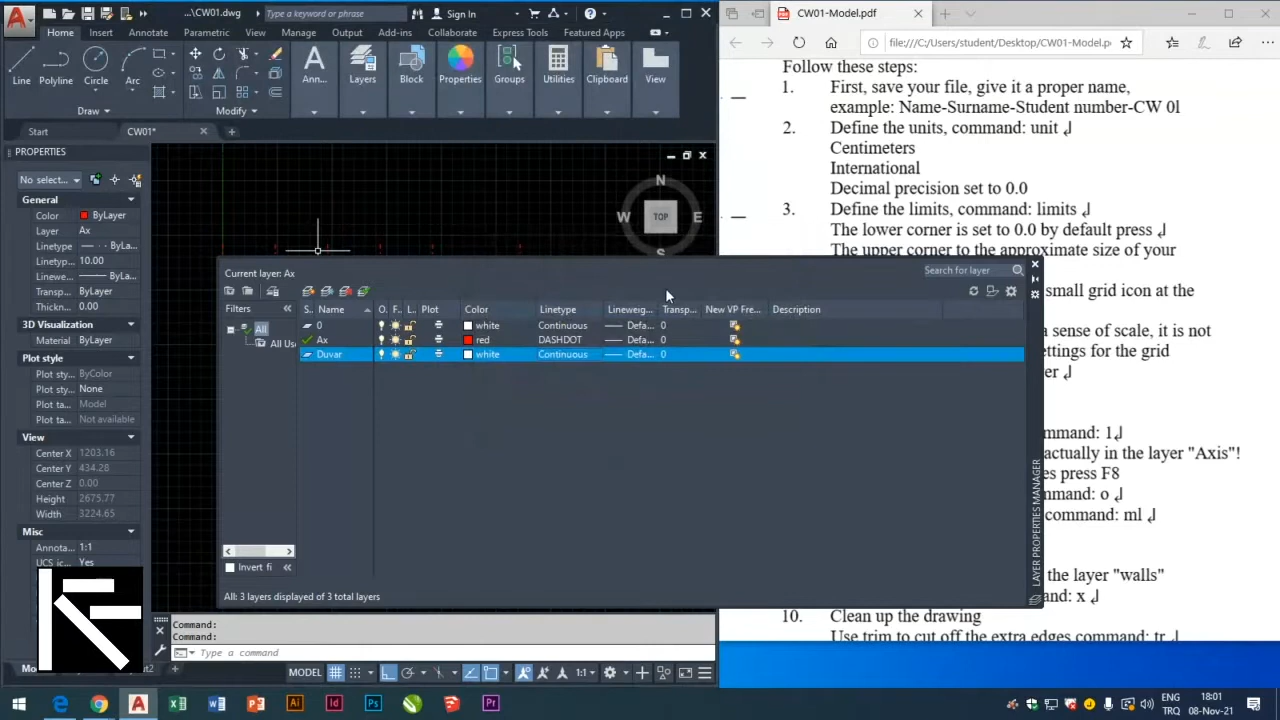 CW01.dwg
Type a keyword or phrase
Sign In
Home Insert Annotate Parametric View Manage Output Add-ins Collaborate Express Tools Featured Apps
Line Polyline Circle Arc
Draw
Modify
Ann...
Layers
Block
Properties
Groups
Utilities
Clipboard
View
Start
CW01*
PROPERTIES
No select...
General
Color ByLayer
Layer Ax
Linetype ByLa...
Linetyp... 10.00
Linewe... ByLa...
Transp... ByLayer
Thickn... 0.00
3D Visualization
Material ByLayer
Plot style
Plot sty... ByColor
Plot sty... None
Plot ta... Model
Plot ta... Not available
View
Center X 1203.16
Center Y 434.28
Center Z 0.00
Height 2675.77
Width 3224.65
Misc
Annota... 1:1
UCS ic... Yes
N
W TOP E
S
Current layer: Ax
Search for layer
Filters
All
All Us
Invert fi
S.. Name O. F.. L.. Plot Color Linetype Lineweig... Transp... New VP Fre... Description
0 white Continuous Defa... 0
Ax red DASHDOT Defa... 0
Duvar white Continuous Defa... 0
All: 3 layers displayed of 3 total layers
LAYER PROPERTIES MANAGER
Command:
Command:
Type a command
MODEL
1:1
CW01-Model.pdf
file:///C:/Users/student/Desktop/CW01-Model.pd
Follow these steps:
1. First, save your file, give it a proper name,
example: Name-Surname-Student number-CW 0l
2. Define the units, command: unit ↲
Centimeters
International
Decimal precision set to 0.0
3. Define the limits, command: limits ↲
The lower corner is set to 0.0 by default press ↲
The upper corner to the approximate size of your
small grid icon at the
a sense of scale, it is not
ettings for the grid
er ↲
mmand: 1↲
actually in the layer "Axis"!
es press F8
mmand: o ↲
command: ml ↲
the layer "walls"
and: x ↲
10. Clean up the drawing
Use trim to cut off the extra edges command: tr ↲
ENG
TRQ
18:01
08-Nov-21